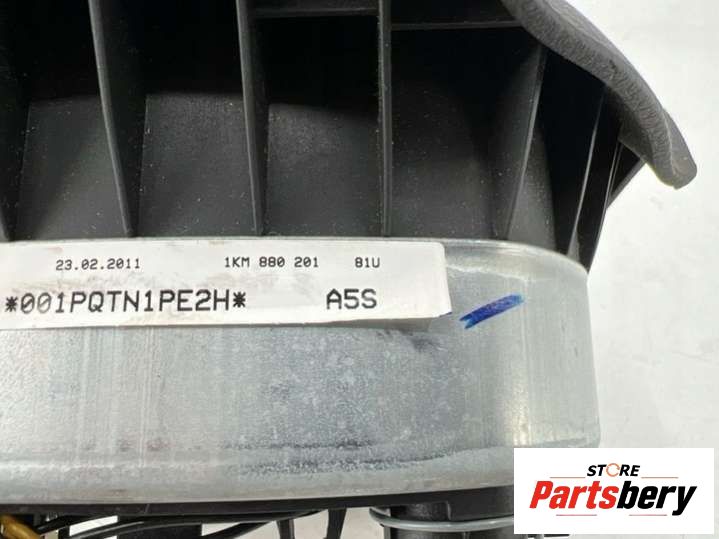 23.02.2011 1KM 880 201 81U
*001PQTN1PE2H* A5S
STORE
Partsbery